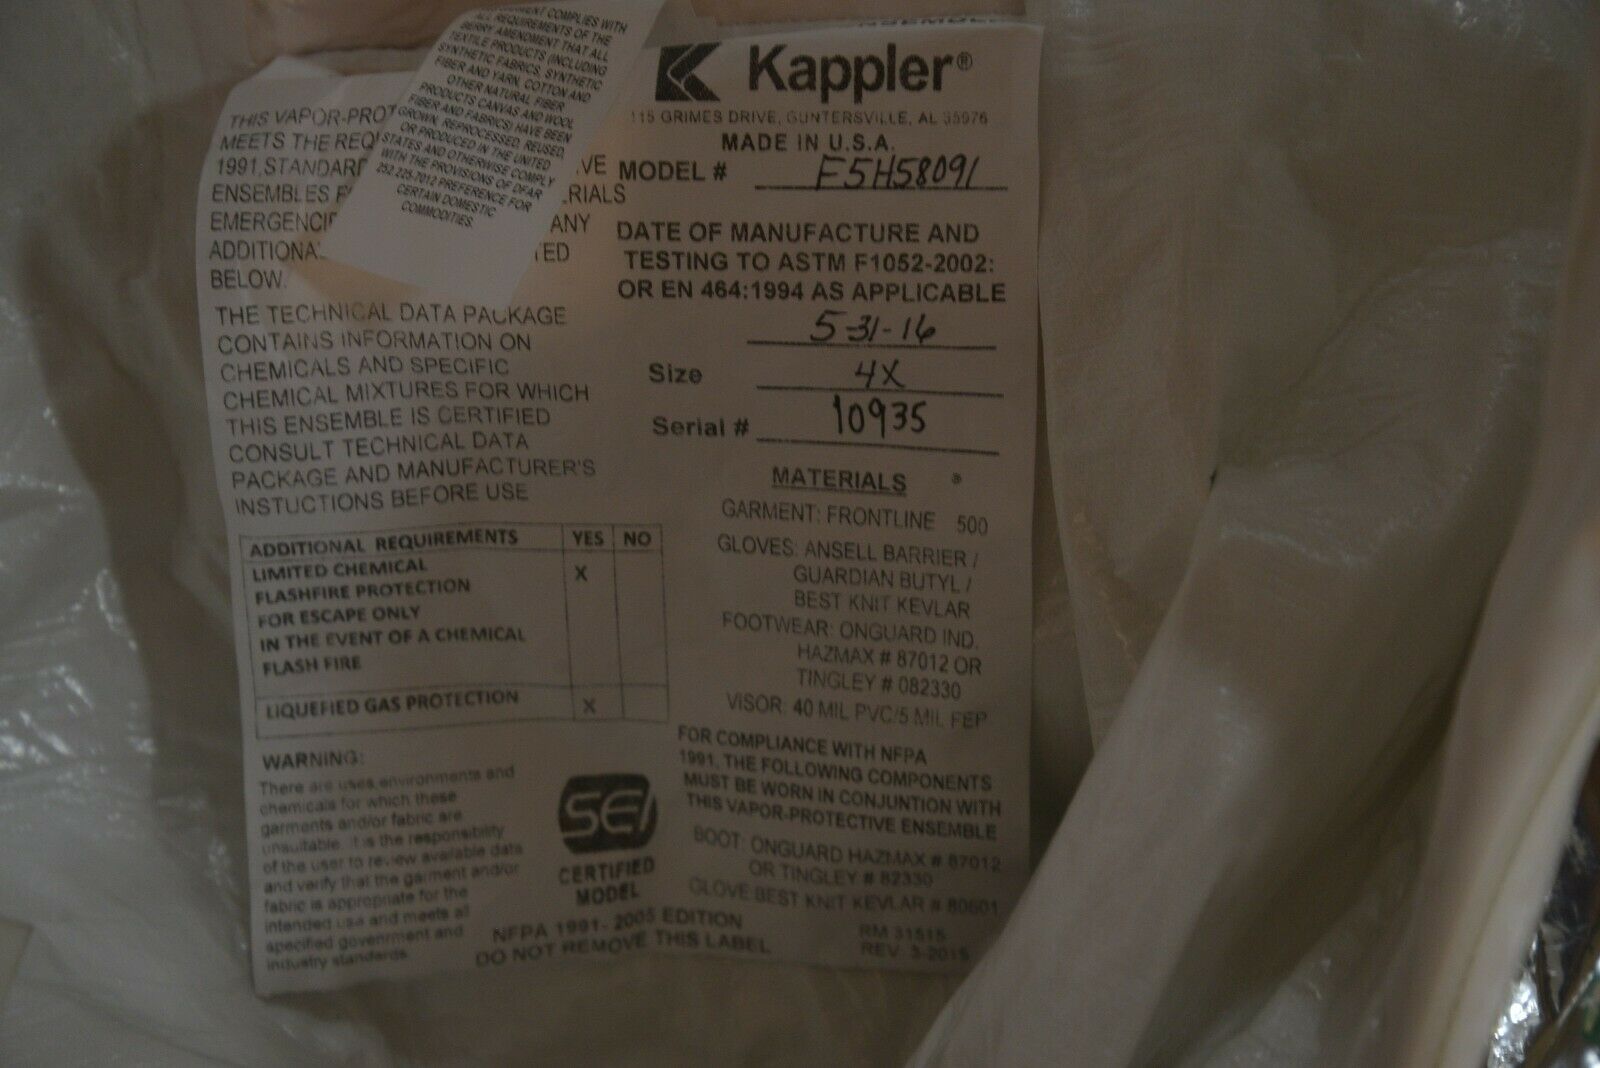 COMPLIES WITH
ALL REQUIREMENTS OF THE
BERRY AMENDMENT THAT ALL
TEXTILE PRODUCTS (INCLUDING
SYNTHETIC FABRICS, SYNTHETIC
FIBER AND YARN, COTTON AND
OTHER NATURAL FIBER
PRODUCTS CANVAS AND WOOL
FIBER AND FABRICS) HAVE BEEN
GROWN, REPROCESSED, REUSED,
OR PRODUCED IN THE UNITED
STATES AND OTHERWISE COMPLY
WITH THE PROVISIONS OF DFAR
252.225-7012 PREFERENCE FOR
CERTAIN DOMESTIC
COMMODITIES.
THIS VAPOR-PROT
MEETS THE REQU
1991, STANDARD VE
ENSEMBLES F ERIALS
EMERGENCIE ANY
ADDITIONA TED
BELOW.
THE TECHNICAL DATA PACKAGE
CONTAINS INFORMATION ON
CHEMICALS AND SPECIFIC
CHEMICAL MIXTURES FOR WHICH
THIS ENSEMBLE IS CERTIFIED
CONSULT TECHNICAL DATA
PACKAGE AND MANUFACTURER'S
INSTUCTIONS BEFORE USE
ADDITIONAL REQUIREMENTS YES NO
LIMITED CHEMICAL X
FLASHFIRE PROTECTION
FOR ESCAPE ONLY
IN THE EVENT OF A CHEMICAL
FLASH FIRE
LIQUEFIED GAS PROTECTION X
WARNING:
There are uses, environments and
chemicals for which these
garments and/or fabric are
unsuitable. It is the responsibility
of the user to review available data
and verify that the garment and/or
fabric is appropriate for the
intended use and meets all
specified government and
industry standards.
SEI
CERTIFIED
MODEL
NFPA 1991- 2005 EDITION
DO NOT REMOVE THIS LABEL
Kappler®
115 GRIMES DRIVE, GUNTERSVILLE, AL 35976
MADE IN U.S.A.
MODEL # F5H58091
DATE OF MANUFACTURE AND
TESTING TO ASTM F1052-2002:
OR EN 464:1994 AS APPLICABLE
5-31-16
Size 4X
Serial # 10935
MATERIALS ®
GARMENT: FRONTLINE 500
GLOVES: ANSELL BARRIER /
GUARDIAN BUTYL /
BEST KNIT KEVLAR
FOOTWEAR: ONGUARD IND.
HAZMAX # 87012 OR
TINGLEY # 082330
VISOR: 40 MIL PVC/5 MIL FEP
FOR COMPLIANCE WITH NFPA
1991, THE FOLLOWING COMPONENTS
MUST BE WORN IN CONJUNTION WITH
THIS VAPOR-PROTECTIVE ENSEMBLE
BOOT: ONGUARD HAZMAX # 87012
OR TINGLEY # 82330
GLOVE:BEST KNIT KEVLAR # 80601
RM 31515
REV. 3-2015